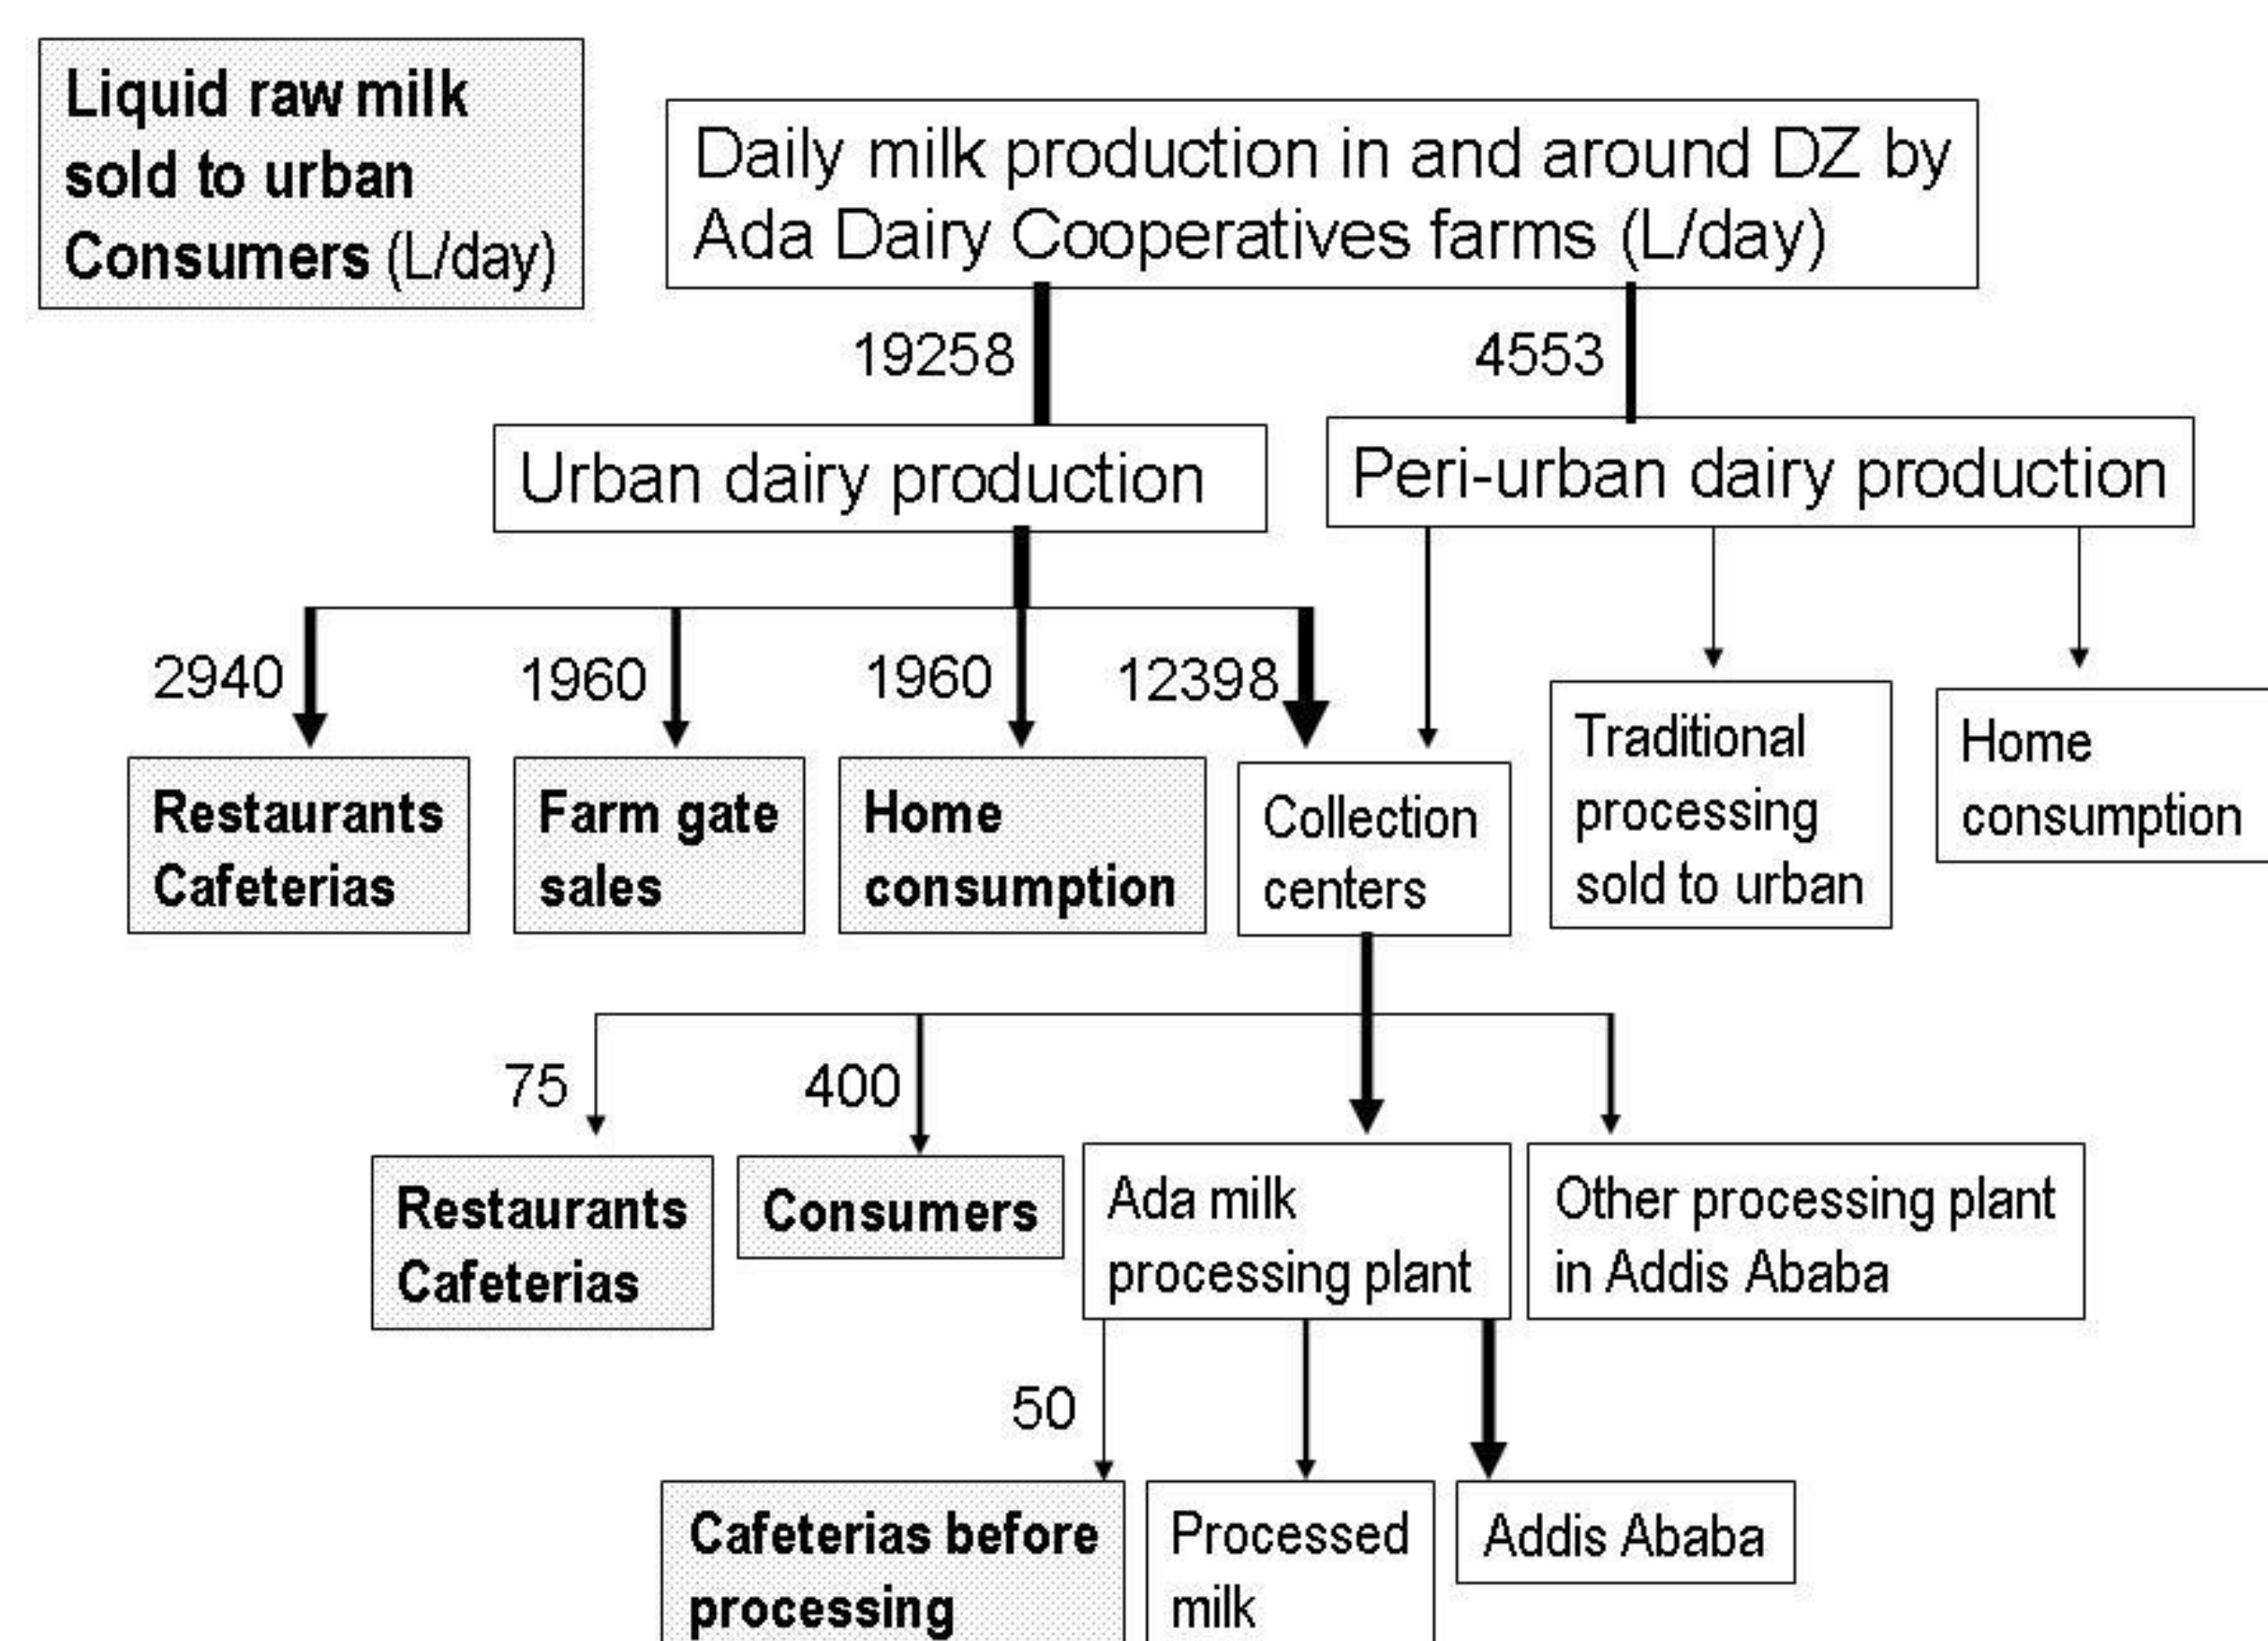 Liquid raw milk
sold to urban
Consumers (L/day)
Daily milk production in and around DZ by
Ada Dairy Cooperatives farms (L/day)
19258
4553
Urban dairy production
Peri-urban dairy production
2940
1960
1960
12398
Restaurants
Cafeterias
Farm gate
sales
Home
consumption
Collection
centers
Traditional
processing
sold to urban
Home
consumption
75
400
Restaurants
Cafeterias
Consumers
Ada milk
processing plant
Other processing plant
in Addis Ababa
50
Cafeterias before
processing
Processed
milk
Addis Ababa